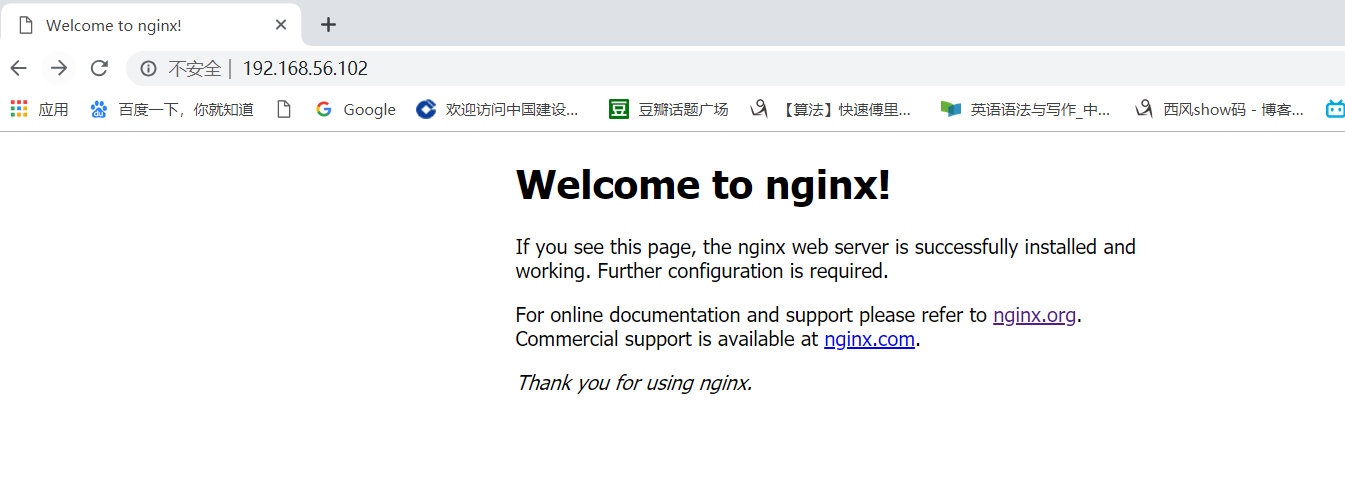 Welcome to nginx!
不安全 | 192.168.56.102
应用 百度一下，你就知道 Google 欢迎访问中国建设... 豆瓣话题广场 【算法】快速傅里... 英语语法与写作_中... 西风show码 - 博客...
Welcome to nginx!
If you see this page, the nginx web server is successfully installed and
working. Further configuration is required.
For online documentation and support please refer to nginx.org.
Commercial support is available at nginx.com.
Thank you for using nginx.